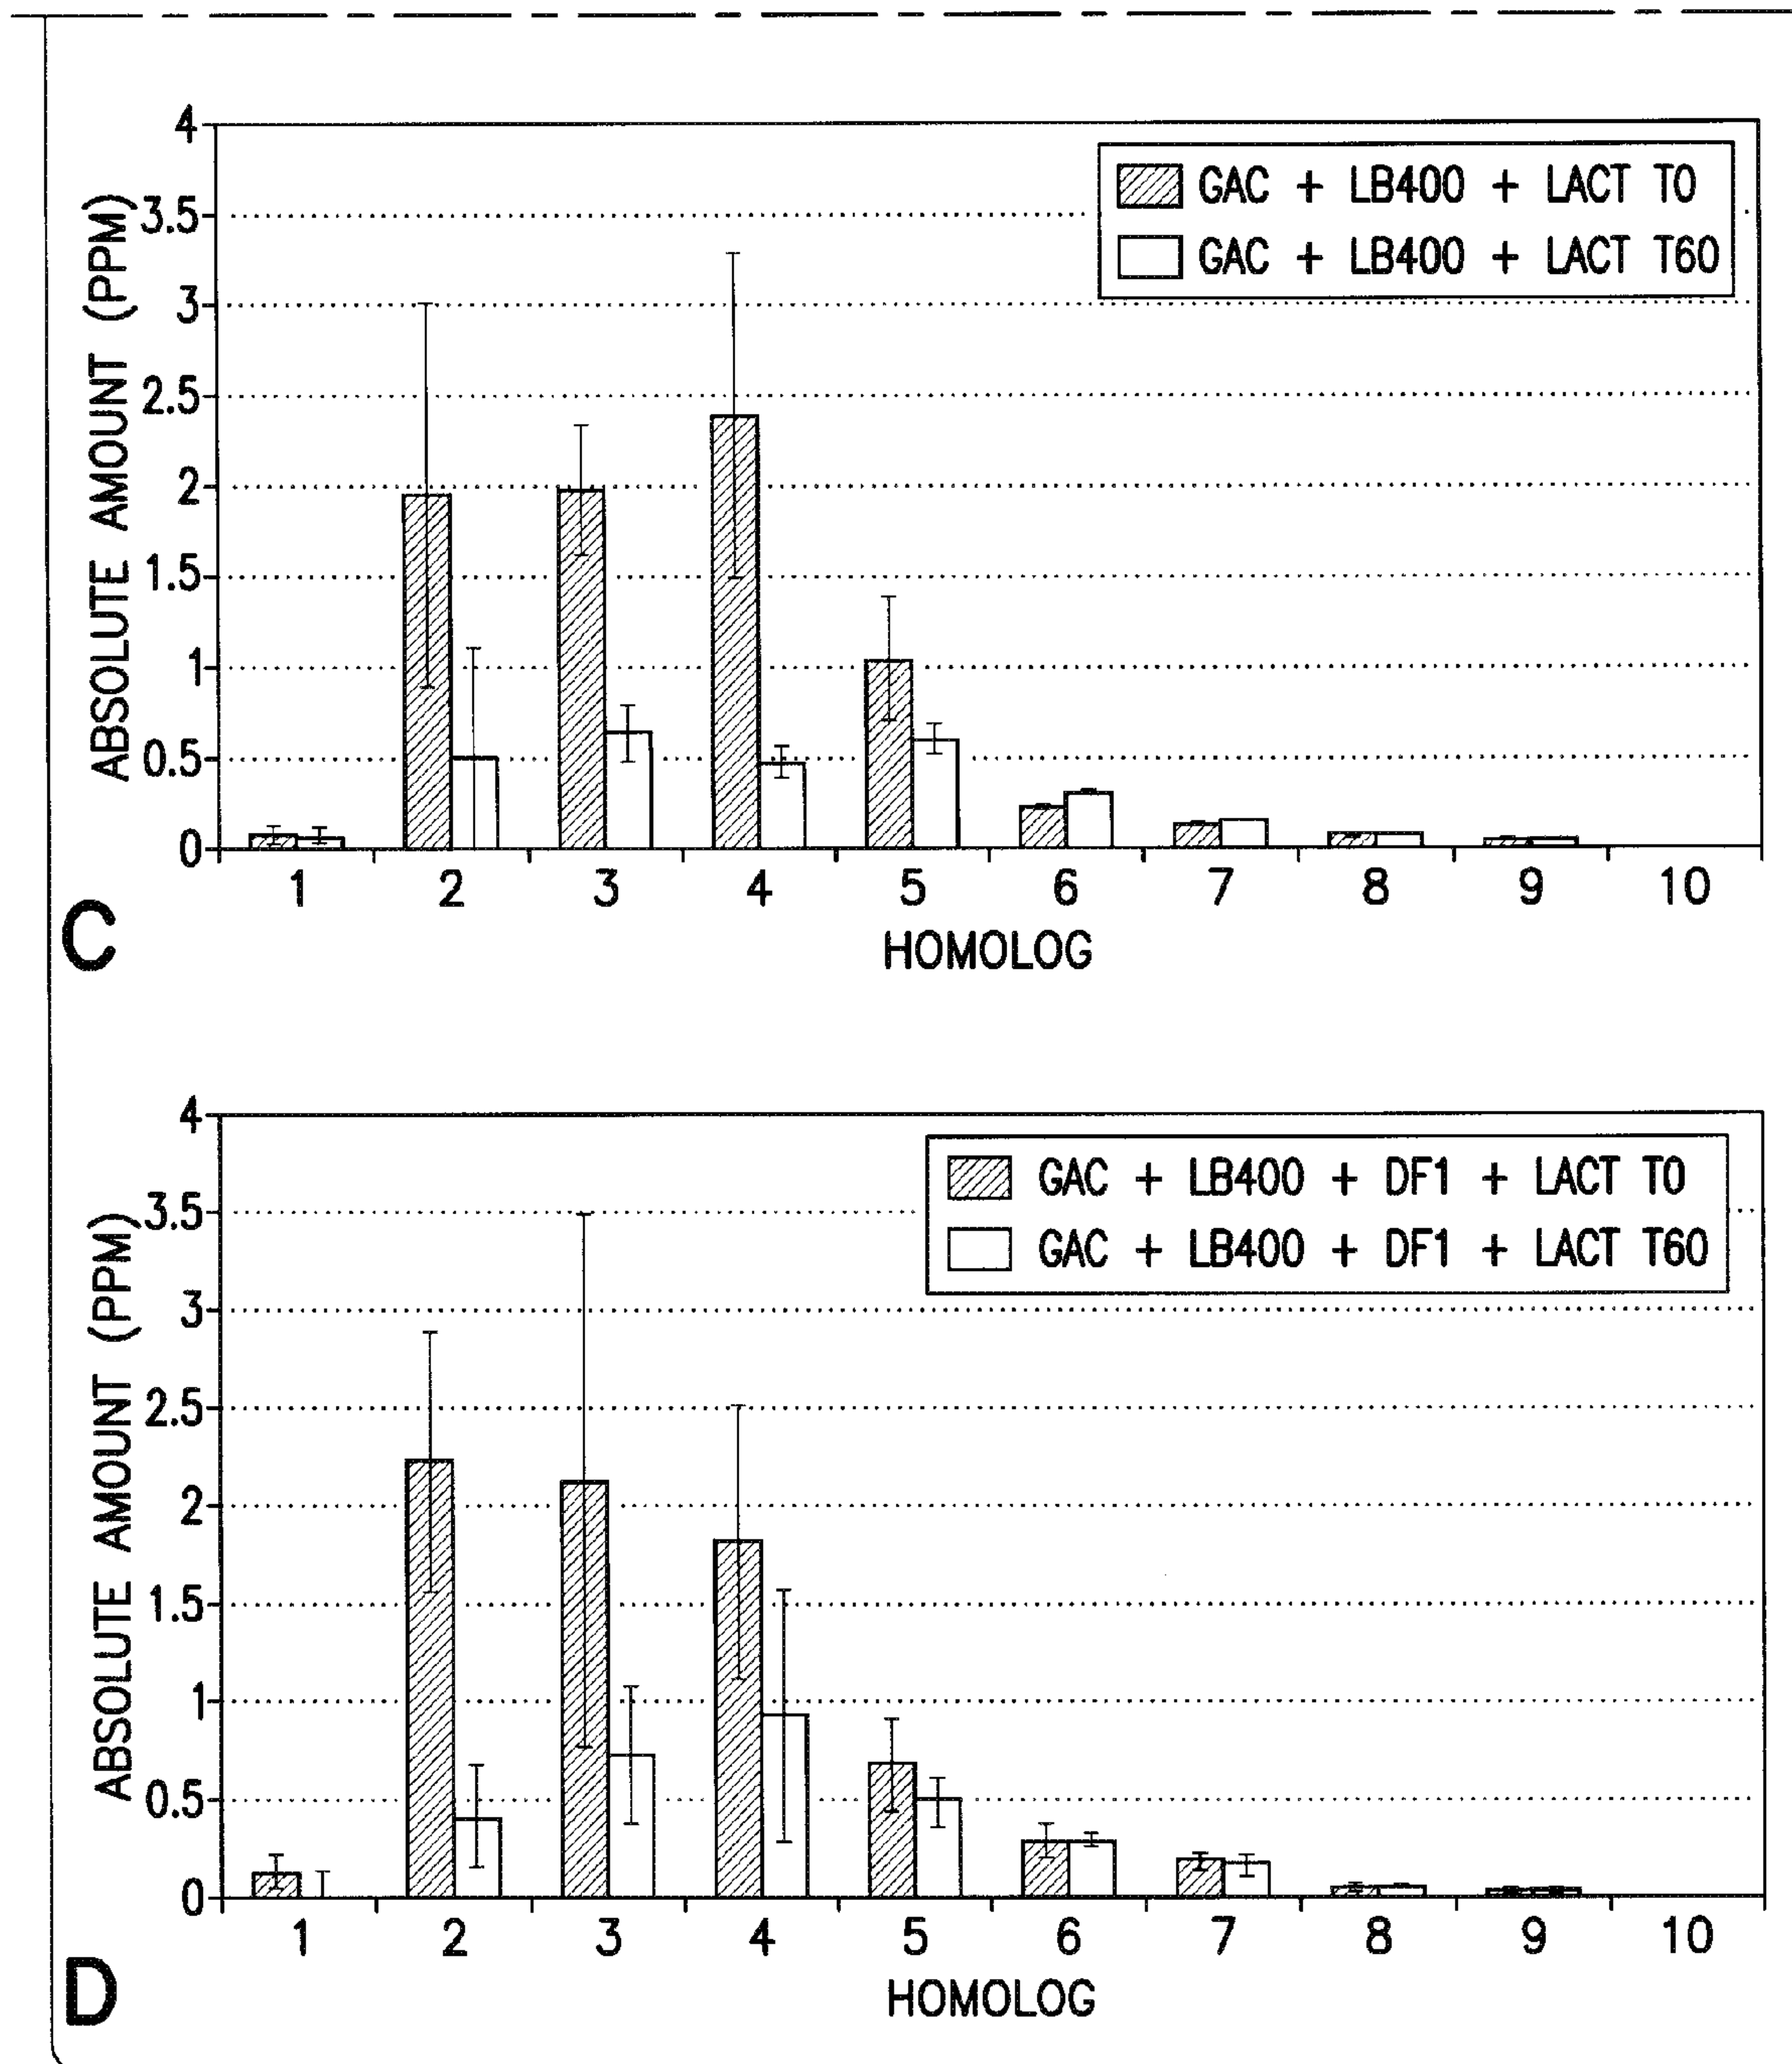 4
3.5
3
2.5
2
1.5
1
0.5
0
ABSOLUTE AMOUNT (PPM)
GAC + LB400 + LACT T0
GAC + LB400 + LACT T60
1 2 3 4 5 6 7 8 9 10
HOMOLOG
C
4
3.5
3
2.5
2
1.5
1
0.5
0
ABSOLUTE AMOUNT (PPM)
GAC + LB400 + DF1 + LACT T0
GAC + LB400 + DF1 + LACT T60
1 2 3 4 5 6 7 8 9 10
HOMOLOG
D